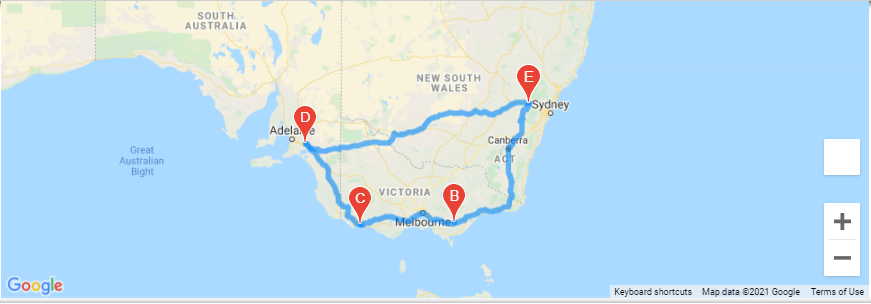 SOUTH
AUSTRALIA
NEW SOUTH
WALES
E
Sydney
D
Adelaide
Canberra
ACT
Great
Australian
Bight
VICTORIA
C
B
Melbourne
+
−
Google
Keyboard shortcuts Map data ©2021 Google Terms of Use